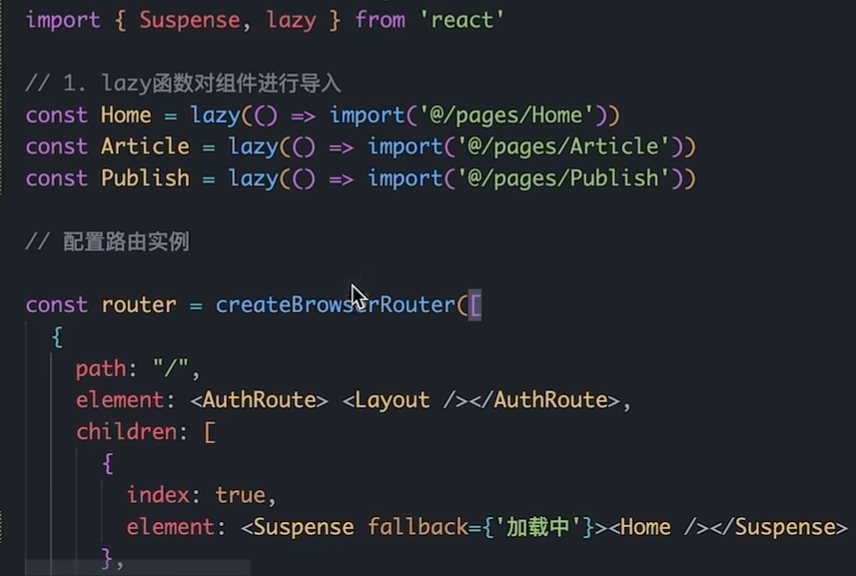 import { Suspense, lazy } from 'react'
// 1. lazy函数对组件进行导入
const Home = lazy(() => import('@/pages/Home'))
const Article = lazy(() => import('@/pages/Article'))
const Publish = lazy(() => import('@/pages/Publish'))
// 配置路由实例
const router = createBrowserRouter([
{
path: "/",
element: <AuthRoute> <Layout /></AuthRoute>,
children: [
{
index: true,
element: <Suspense fallback={'加载中'}><Home /></Suspense>
},